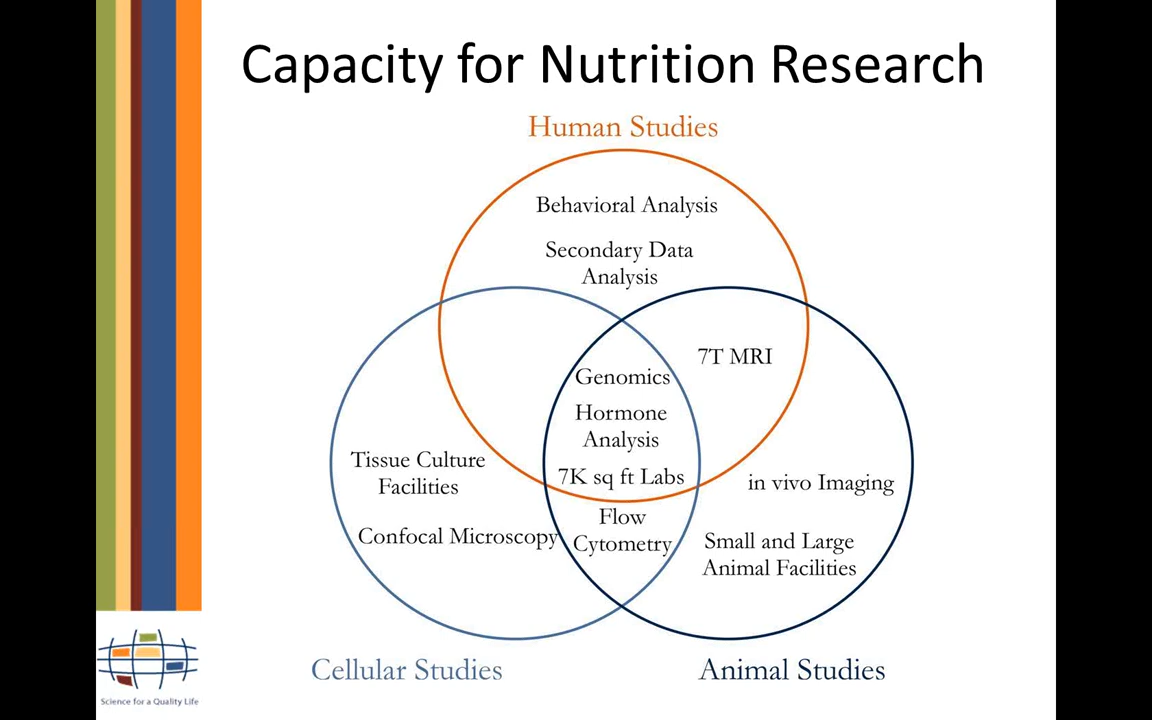 Capacity for Nutrition Research
Human Studies
Behavioral Analysis
Secondary Data
Analysis
7T MRI
Genomics
Hormone
Analysis
7K sq ft Labs
Tissue Culture
Facilities
in vivo Imaging
Flow
Cytometry
Confocal Microscopy
Small and Large
Animal Facilities
Cellular Studies
Animal Studies
Science for a Quality Life